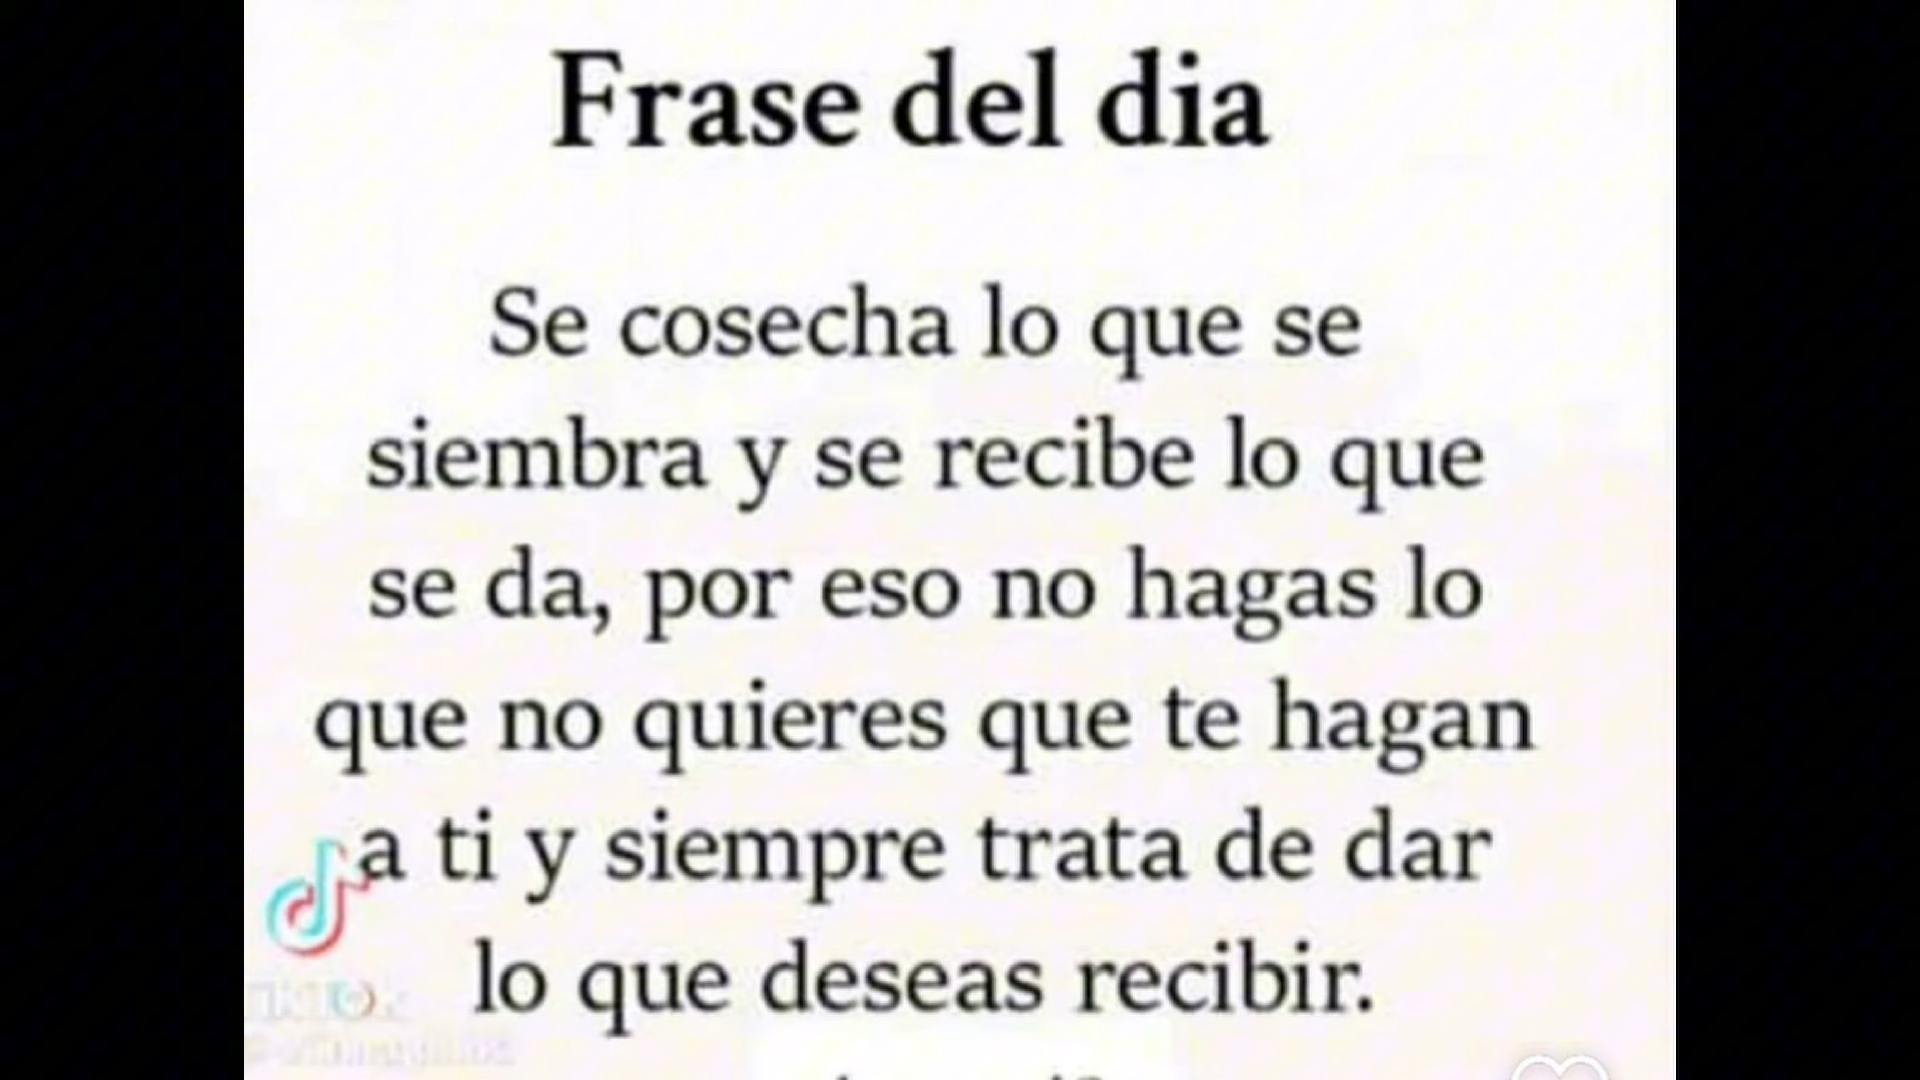 Frase del dia
Se cosecha lo que se
siembra y se recibe lo que
se da, por eso no hagas lo
que no quieres que te hagan
a ti y siempre trata de dar
lo que deseas recibir.